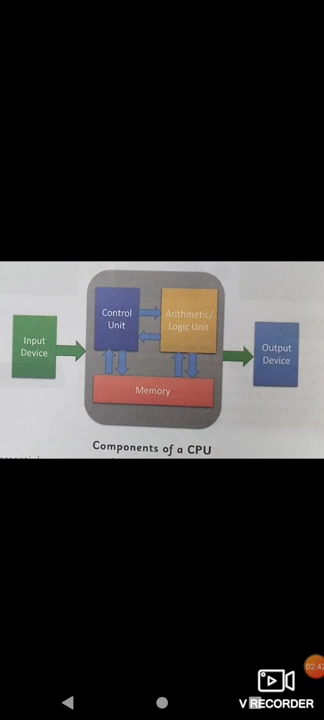 Control
Unit
Arithmetic/
Logic Unit
Input
Device
Output
Device
Memory
Components of a CPU
02:42
V RECORDER